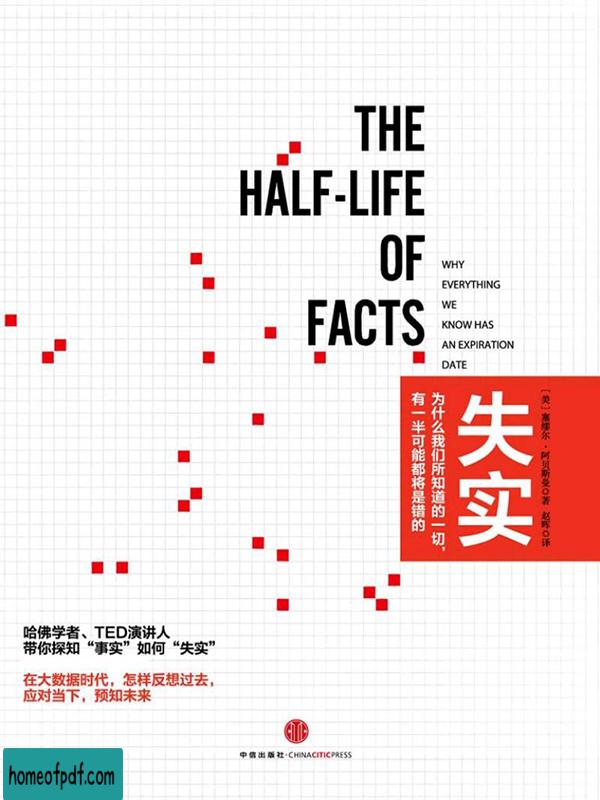 THE
HALF-LIFE
OF
FACTS
WHY
EVERYTHING
WE
KNOW HAS
AN EXPIRATION
DATE
[美]塞缪尔·阿贝斯曼 著 赵晖 译
失实
为什么我们所知道的一切，
有一半可能都将是错的
哈佛学者、TED演讲人
带你探知“事实”如何“失实”
在大数据时代，怎样反想过去，
应对当下，预知未来
中信出版社·CHINACITICPRESS
homeofpdf.com